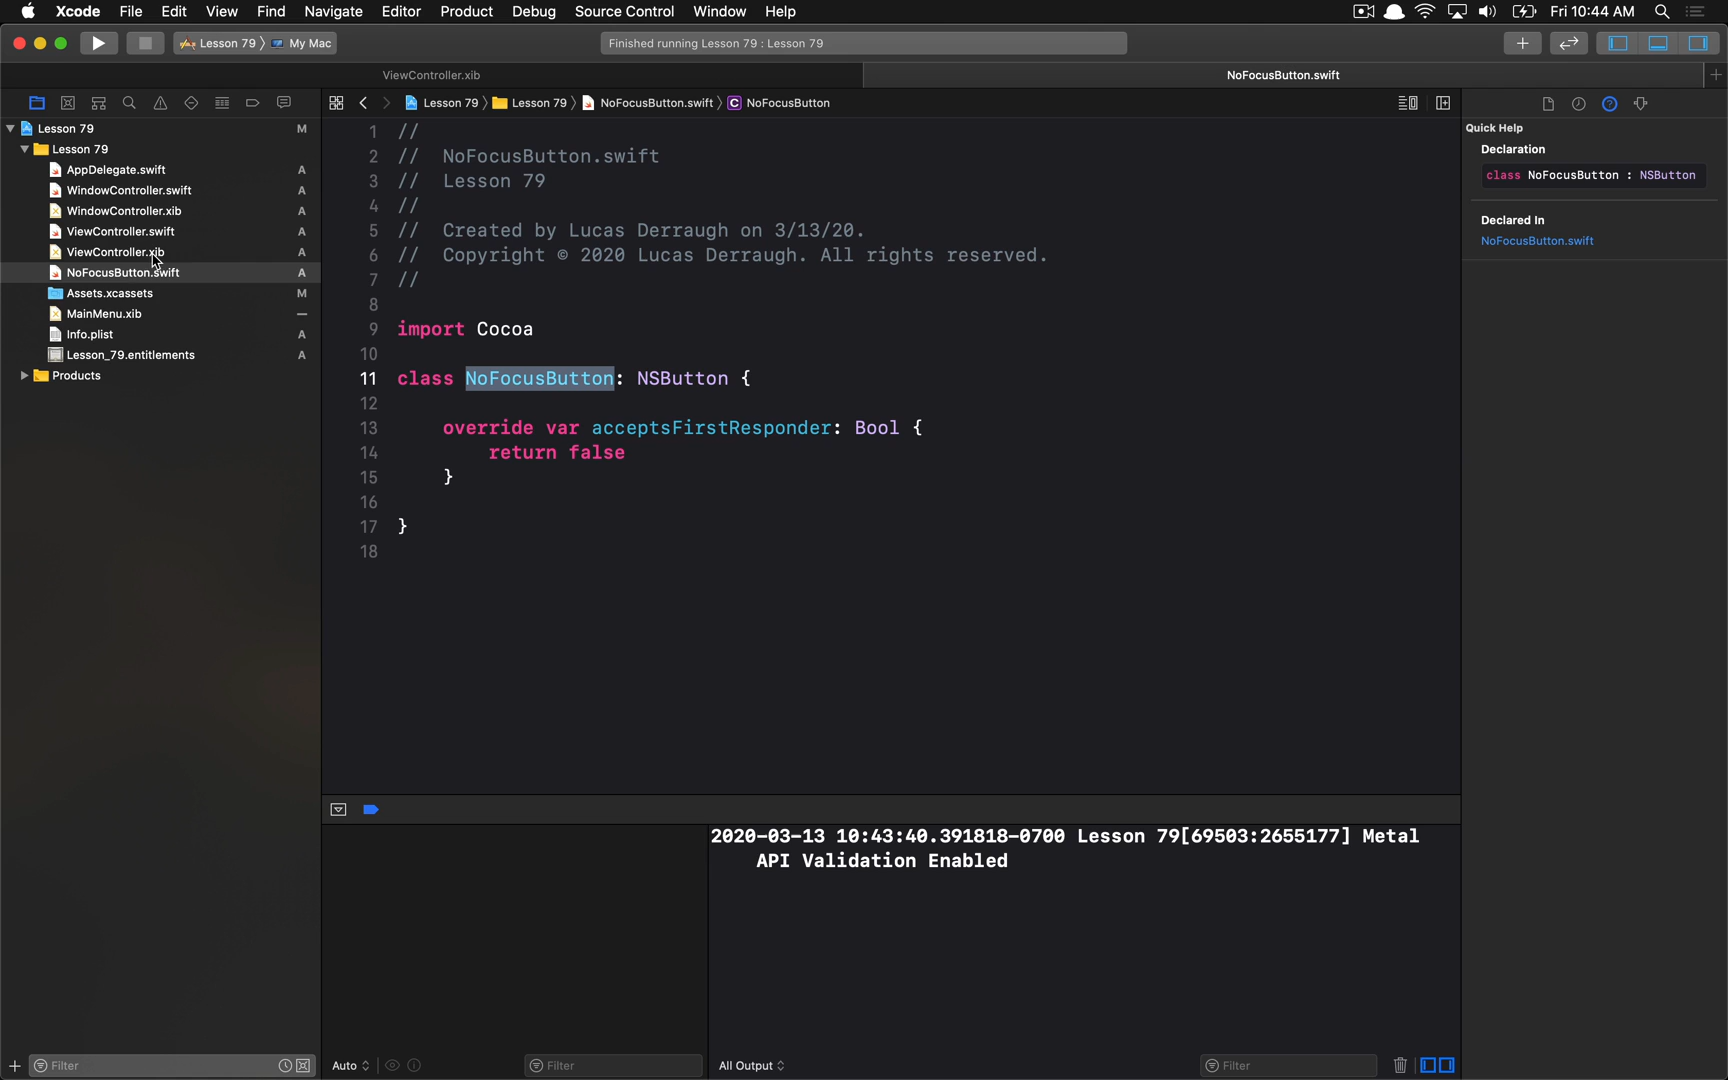 Xcode File Edit View Find Navigate Editor Product Debug Source Control Window Help Fri 10:44 AM
Lesson 79 My Mac Finished running Lesson 79 : Lesson 79
ViewController.xib NoFocusButton.swift
Lesson 79 Lesson 79 NoFocusButton.swift C NoFocusButton
Lesson 79 M
Lesson 79
AppDelegate.swift A
WindowController.swift A
WindowController.xib A
ViewController.swift A
ViewController.xib A
NoFocusButton.swift A
Assets.xcassets M
MainMenu.xib –
Info.plist A
Lesson_79.entitlements A
Products
1 //
2 // NoFocusButton.swift
3 // Lesson 79
4 //
5 // Created by Lucas Derraugh on 3/13/20.
6 // Copyright © 2020 Lucas Derraugh. All rights reserved.
7 //
8
9 import Cocoa
10
11 class NoFocusButton: NSButton {
12
13 override var acceptsFirstResponder: Bool {
14 return false
15 }
16
17 }
18
Quick Help
Declaration
class NoFocusButton : NSButton
Declared In
NoFocusButton.swift
2020-03-13 10:43:40.391818-0700 Lesson 79[69503:2655177] Metal
API Validation Enabled
Filter Auto Filter All Output Filter